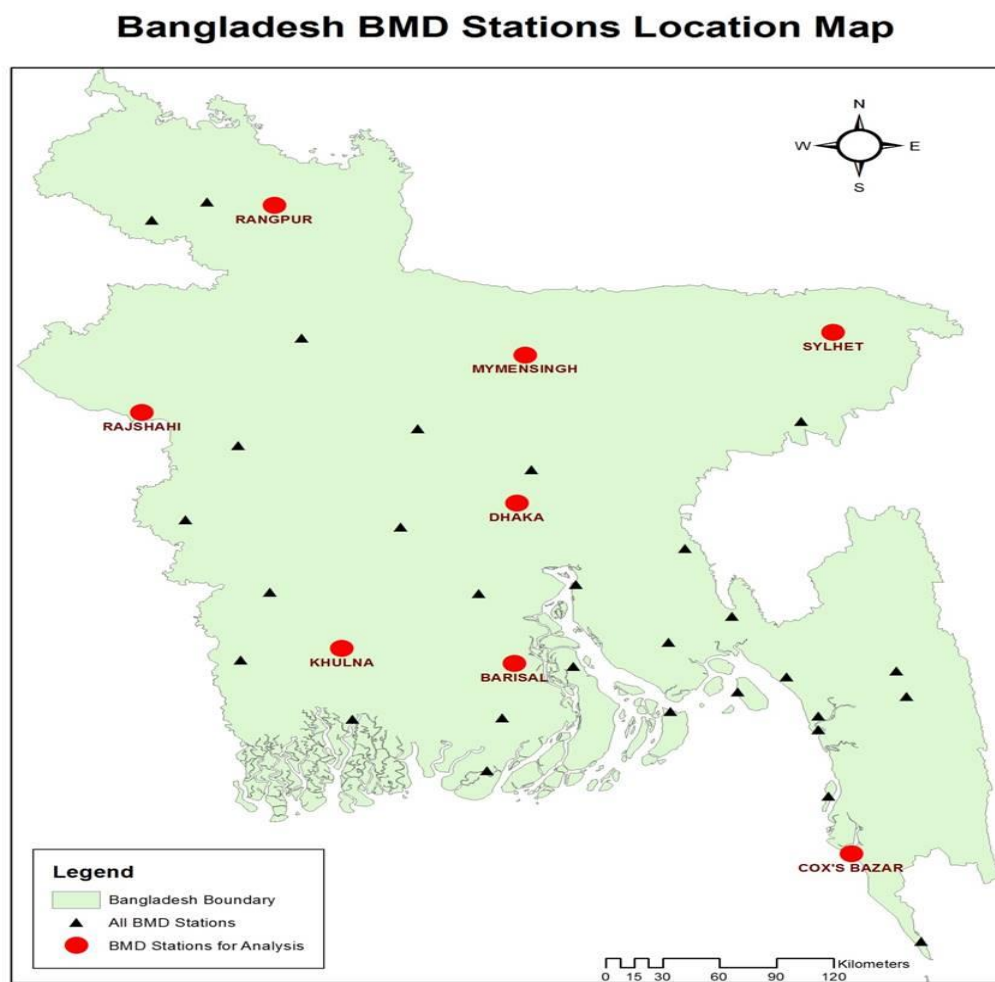 Bangladesh BMD Stations Location Map
N
W E
S
RANGPUR
SYLHET
MYMENSINGH
RAJSHAHI
DHAKA
KHULNA
BARISAL
COX'S BAZAR
Legend
Bangladesh Boundary
All BMD Stations
BMD Stations for Analysis
Kilometers
0 15 30 60 90 120